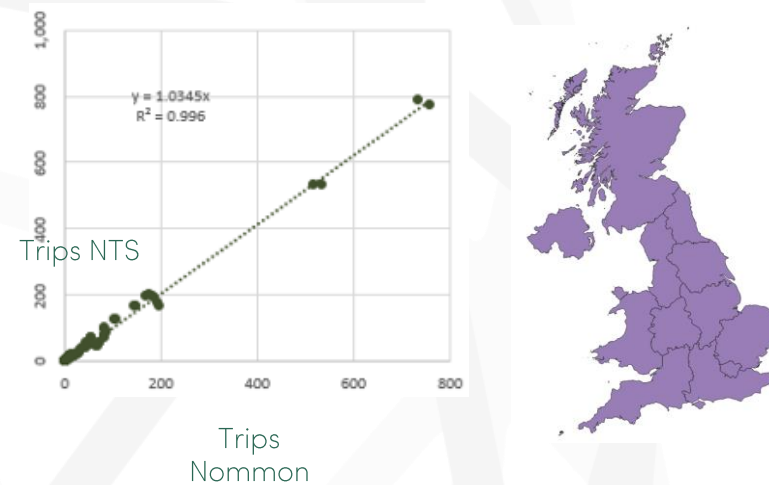 1,000
800
600
400
200
0
y = 1.0345x
R² = 0.996
Trips NTS
0 200 400 600 800
Trips
Nommon